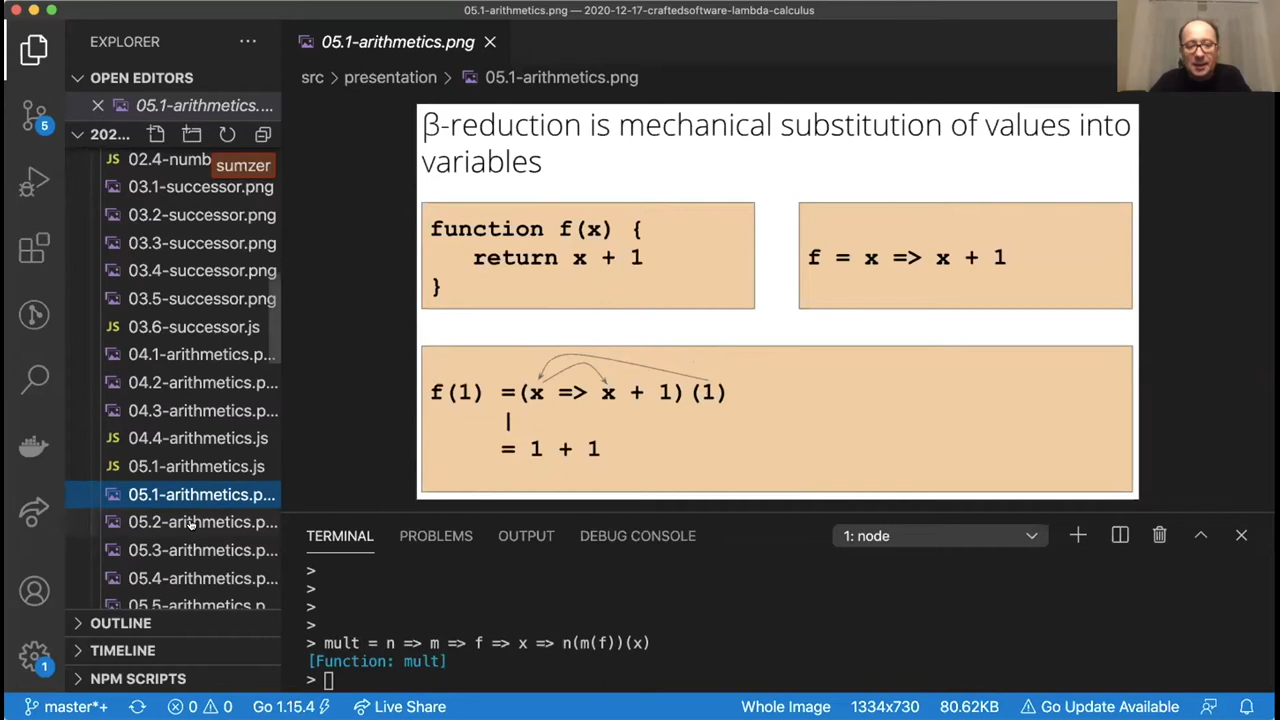 05.1-arithmetics.png — 2020-12-17-craftedsoftware-lambda-calculus
EXPLORER
05.1-arithmetics.png
OPEN EDITORS
src > presentation > 05.1-arithmetics.png
05.1-arithmetics....
202...
02.4-numb
sumzer
03.1-successor.png
03.2-successor.png
03.3-successor.png
03.4-successor.png
03.5-successor.png
03.6-successor.js
04.1-arithmetics.p...
04.2-arithmetics.p...
04.3-arithmetics.p...
04.4-arithmetics.js
05.1-arithmetics.js
05.1-arithmetics.p...
05.2-arithmetics.p...
05.3-arithmetics.p...
05.4-arithmetics.p...
05.5-arithmetics.p...
OUTLINE
TIMELINE
NPM SCRIPTS
5
1
β-reduction is mechanical substitution of values into
variables
function f(x) {
return x + 1
}
f = x => x + 1
f(1) =(x => x + 1)(1)
|
= 1 + 1
TERMINAL PROBLEMS OUTPUT DEBUG CONSOLE 1: node
>
>
>
>
> mult = n => m => f => x => n(m(f))(x)
[Function: mult]
>
master*+ 0 0 Go 1.15.4 Live Share Whole Image 1334x730 80.62KB Go Update Available